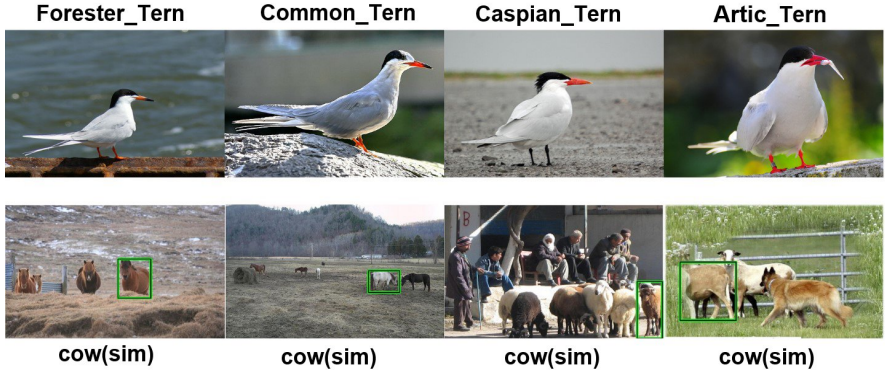 Forester_Tern Common_Tern Caspian_Tern Artic_Tern
B
cow(sim) cow(sim) cow(sim) cow(sim)